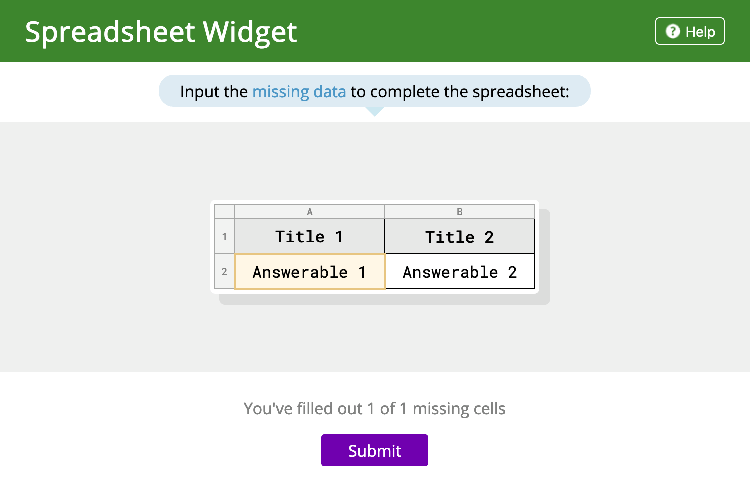 Spreadsheet Widget
? Help
Input the missing data to complete the spreadsheet:
A B
1 Title 1 Title 2
2 Answerable 1 Answerable 2
You've filled out 1 of 1 missing cells
Submit